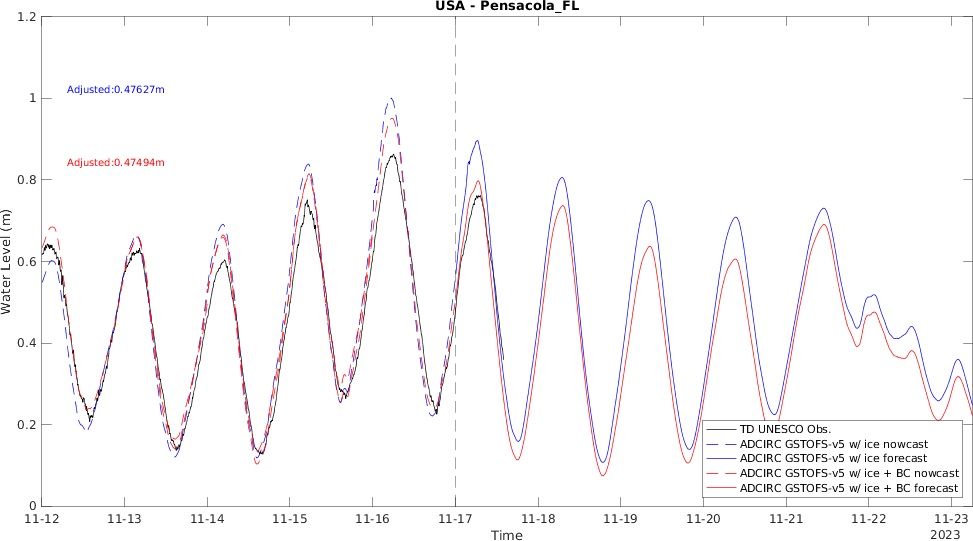 USA - Pensacola_FL
1.2
1
0.8
0.6
0.4
0.2
0
Water Level (m)
Adjusted:0.47627m
Adjusted:0.47494m
TD UNESCO Obs.
ADCIRC GSTOFS-v5 w/ ice nowcast
ADCIRC GSTOFS-v5 w/ ice forecast
ADCIRC GSTOFS-v5 w/ ice + BC nowcast
ADCIRC GSTOFS-v5 w/ ice + BC forecast
11-12 11-13 11-14 11-15 11-16 11-17 11-18 11-19 11-20 11-21 11-22 11-23
Time
2023